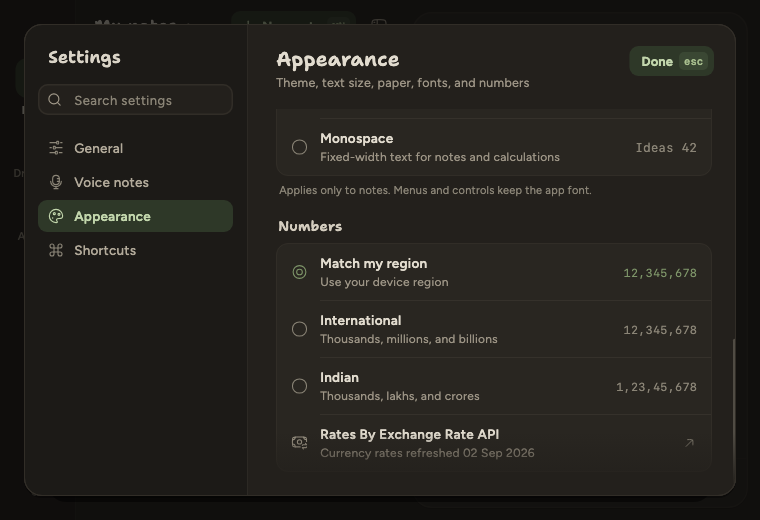 Settings
Search settings
General
Voice notes
Appearance
Shortcuts
Appearance
Theme, text size, paper, fonts, and numbers
Done esc
Monospace
Fixed-width text for notes and calculations
Ideas 42
Applies only to notes. Menus and controls keep the app font.
Numbers
Match my region
Use your device region
12,345,678
International
Thousands, millions, and billions
12,345,678
Indian
Thousands, lakhs, and crores
1,23,45,678
Rates By Exchange Rate API
Currency rates refreshed 02 Sep 2026